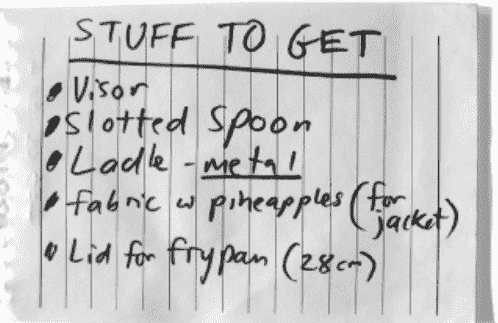 STUFF TO GET
• Visor
• Slotted Spoon
• Ladle - metal
• fabric w pineapples (for jacket)
• Lid for frypan (28cm)